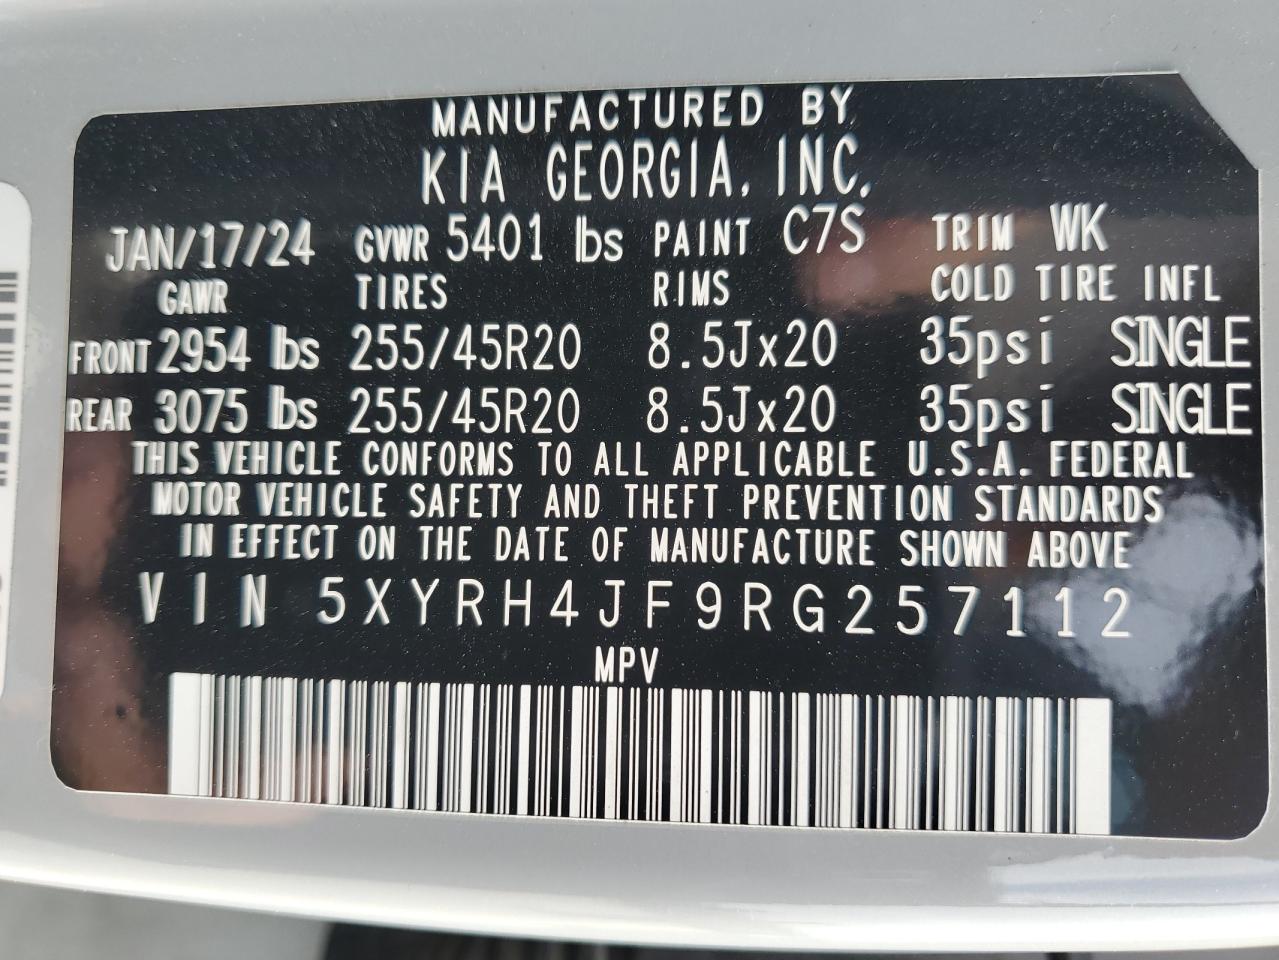 MANUFACTURED BY
KIA GEORGIA, INC.
JAN/17/24 GVWR 5401 lbs PAINT C7S TRIM WK
GAWR TIRES RIMS COLD TIRE INFL
FRONT 2954 lbs 255/45R20 8.5Jx20 35psi SINGLE
REAR 3075 lbs 255/45R20 8.5Jx20 35psi SINGLE
THIS VEHICLE CONFORMS TO ALL APPLICABLE U.S.A. FEDERAL
MOTOR VEHICLE SAFETY AND THEFT PREVENTION STANDARDS
IN EFFECT ON THE DATE OF MANUFACTURE SHOWN ABOVE
VIN 5XYRH4JF9RG257112
MPV